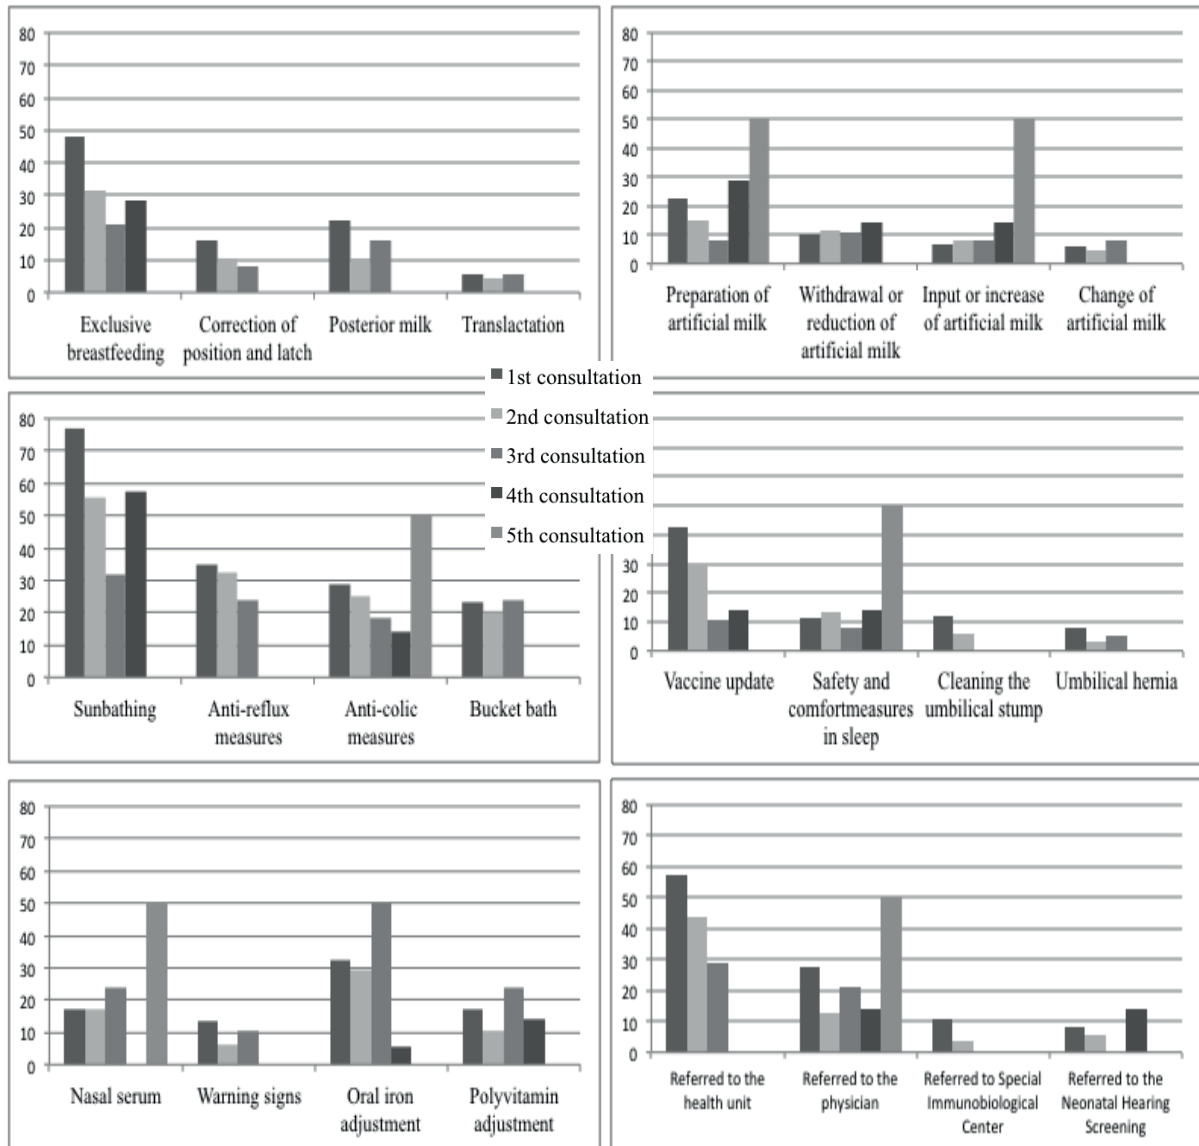 80
70
60
50
40
30
20
10
0
Exclusive
breastfeeding
Correction of
position and latch
Posterior milk
Translactation
80
70
60
50
40
30
20
10
0
Preparation of
artificial milk
Withdrawal or
reduction of
artificial milk
Input or increase
of artificial milk
Change of
artificial milk
1st consultation
2nd consultation
3rd consultation
4th consultation
5th consultation
80
70
60
50
40
30
20
10
0
Sunbathing
Anti-reflux
measures
Anti-colic
measures
Bucket bath
30
20
10
0
Vaccine update
Safety and
comfortmeasures
in sleep
Cleaning the
umbilical stump
Umbilical hernia
80
70
60
50
40
30
20
10
0
Nasal serum
Warning signs
Oral iron
adjustment
Polyvitamin
adjustment
80
70
60
50
40
30
20
10
0
Referred to the
health unit
Referred to the
physician
Referred to Special
Immunobiological
Center
Referred to the
Neonatal Hearing
Screening